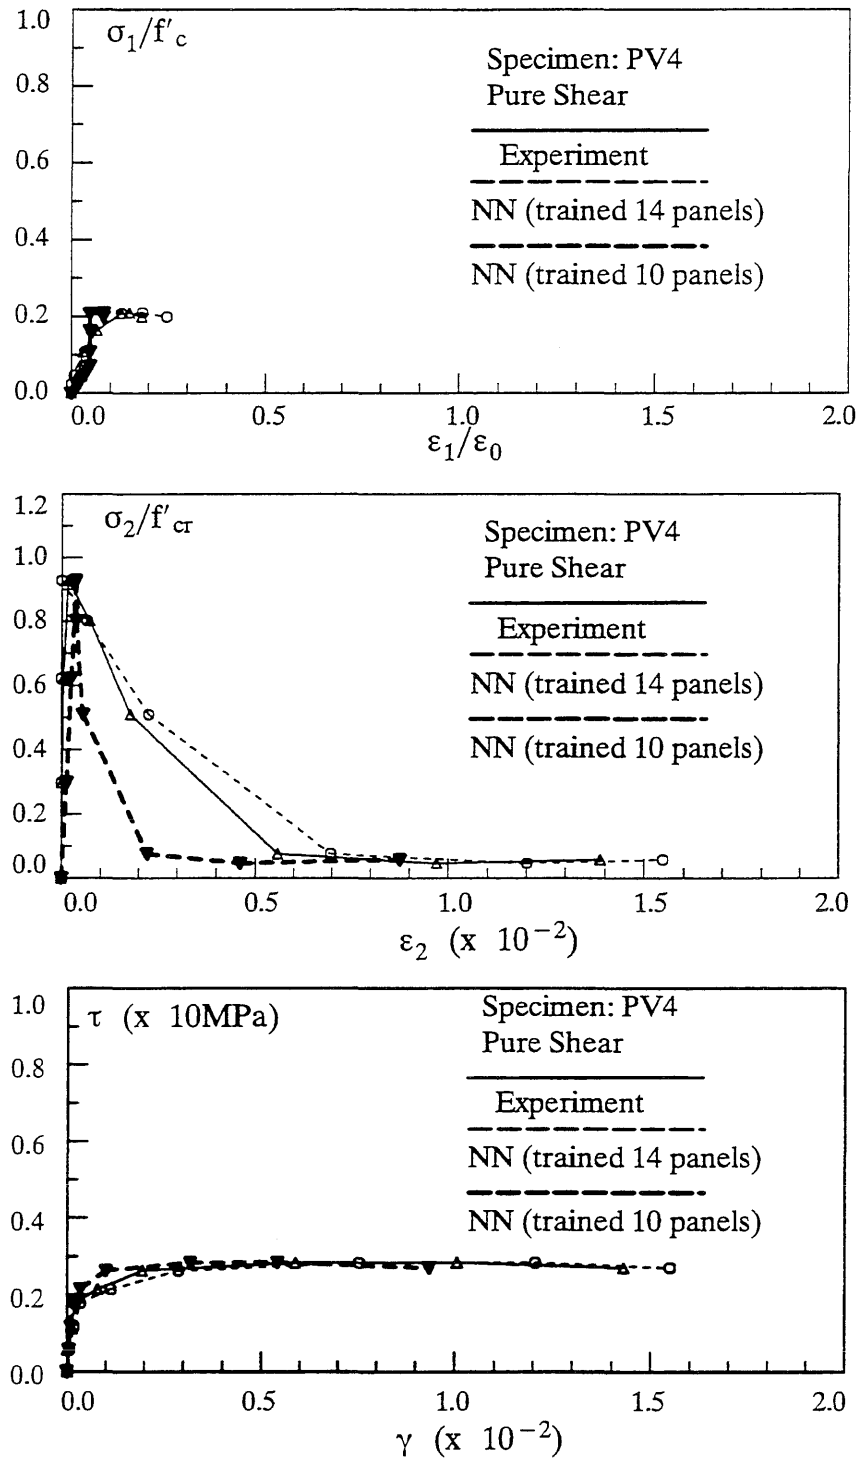 1.0
σ₁/f'c
Specimen: PV4
Pure Shear
0.8
0.6
Experiment
NN (trained 14 panels)
0.4
NN (trained 10 panels)
0.2
0.0
0.0 0.5 1.0 1.5 2.0
ε₁/ε₀
1.2
σ₂/f'cr
Specimen: PV4
Pure Shear
1.0
0.8
Experiment
0.6
NN (trained 14 panels)
0.4
NN (trained 10 panels)
0.2
0.0
0.0 0.5 1.0 1.5 2.0
ε₂ (x 10⁻²)
1.0
τ (x 10MPa)
Specimen: PV4
Pure Shear
0.8
Experiment
0.6
NN (trained 14 panels)
0.4
NN (trained 10 panels)
0.2
0.0
0.0 0.5 1.0 1.5 2.0
γ (x 10⁻²)